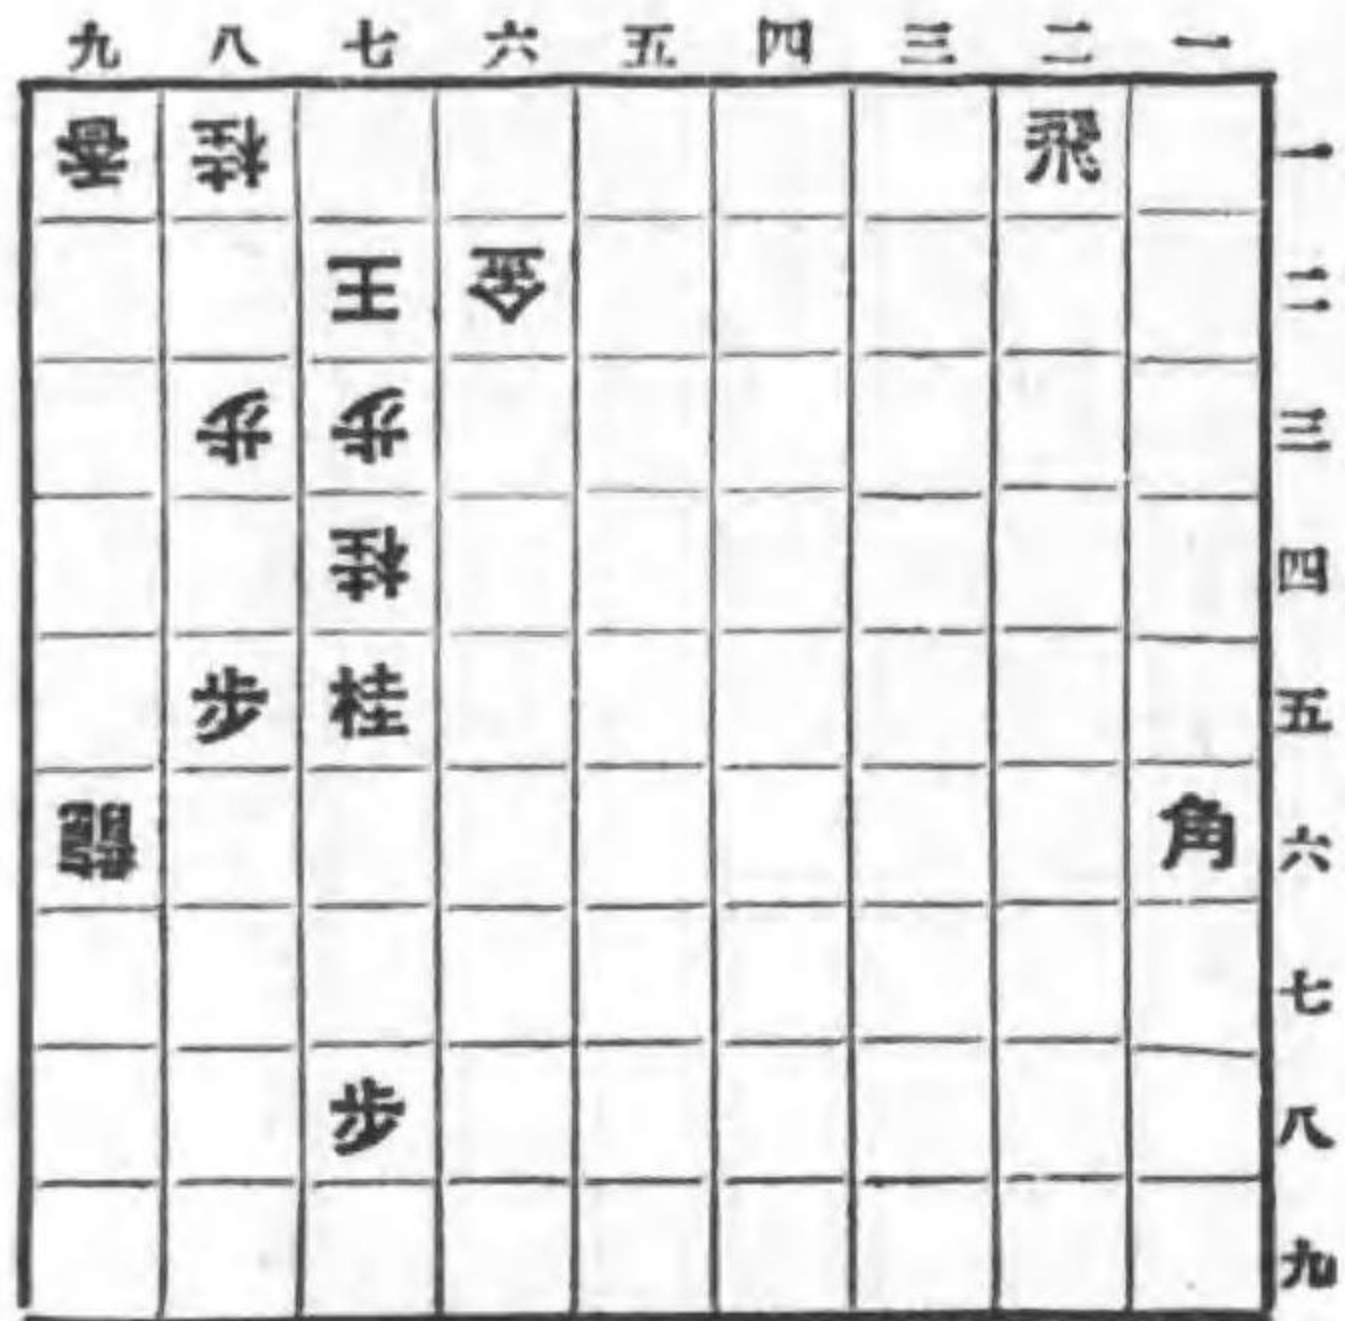 九 八 七 六 五 四 三 二 一
香 桂 飛 一
王 金 二
歩 歩 三
桂 四
歩 桂 五
龍 角 六
七
歩 八
九